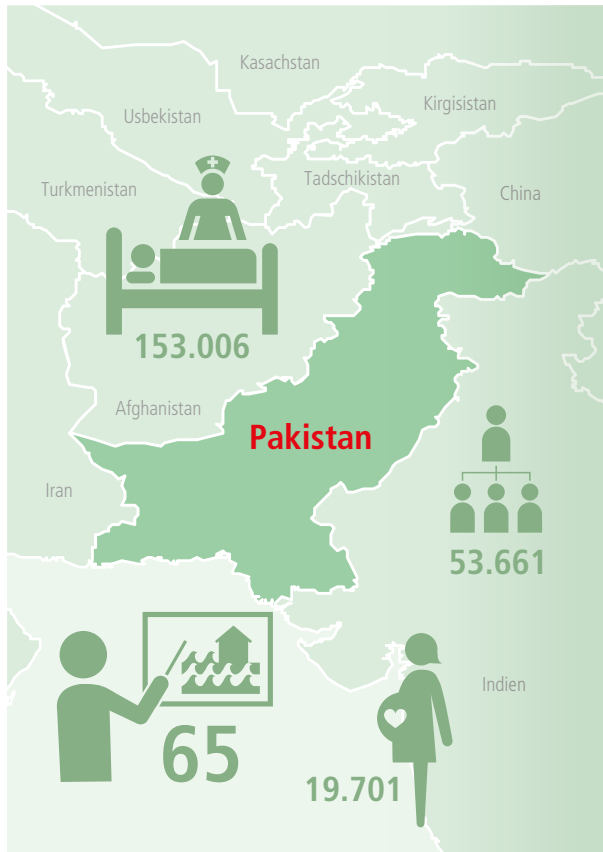 Kasachstan
Kirgisistan
Usbekistan
Tadschikistan
Turkmenistan
China
153.006
Afghanistan
Pakistan
Iran
53.661
65
Indien
19.701